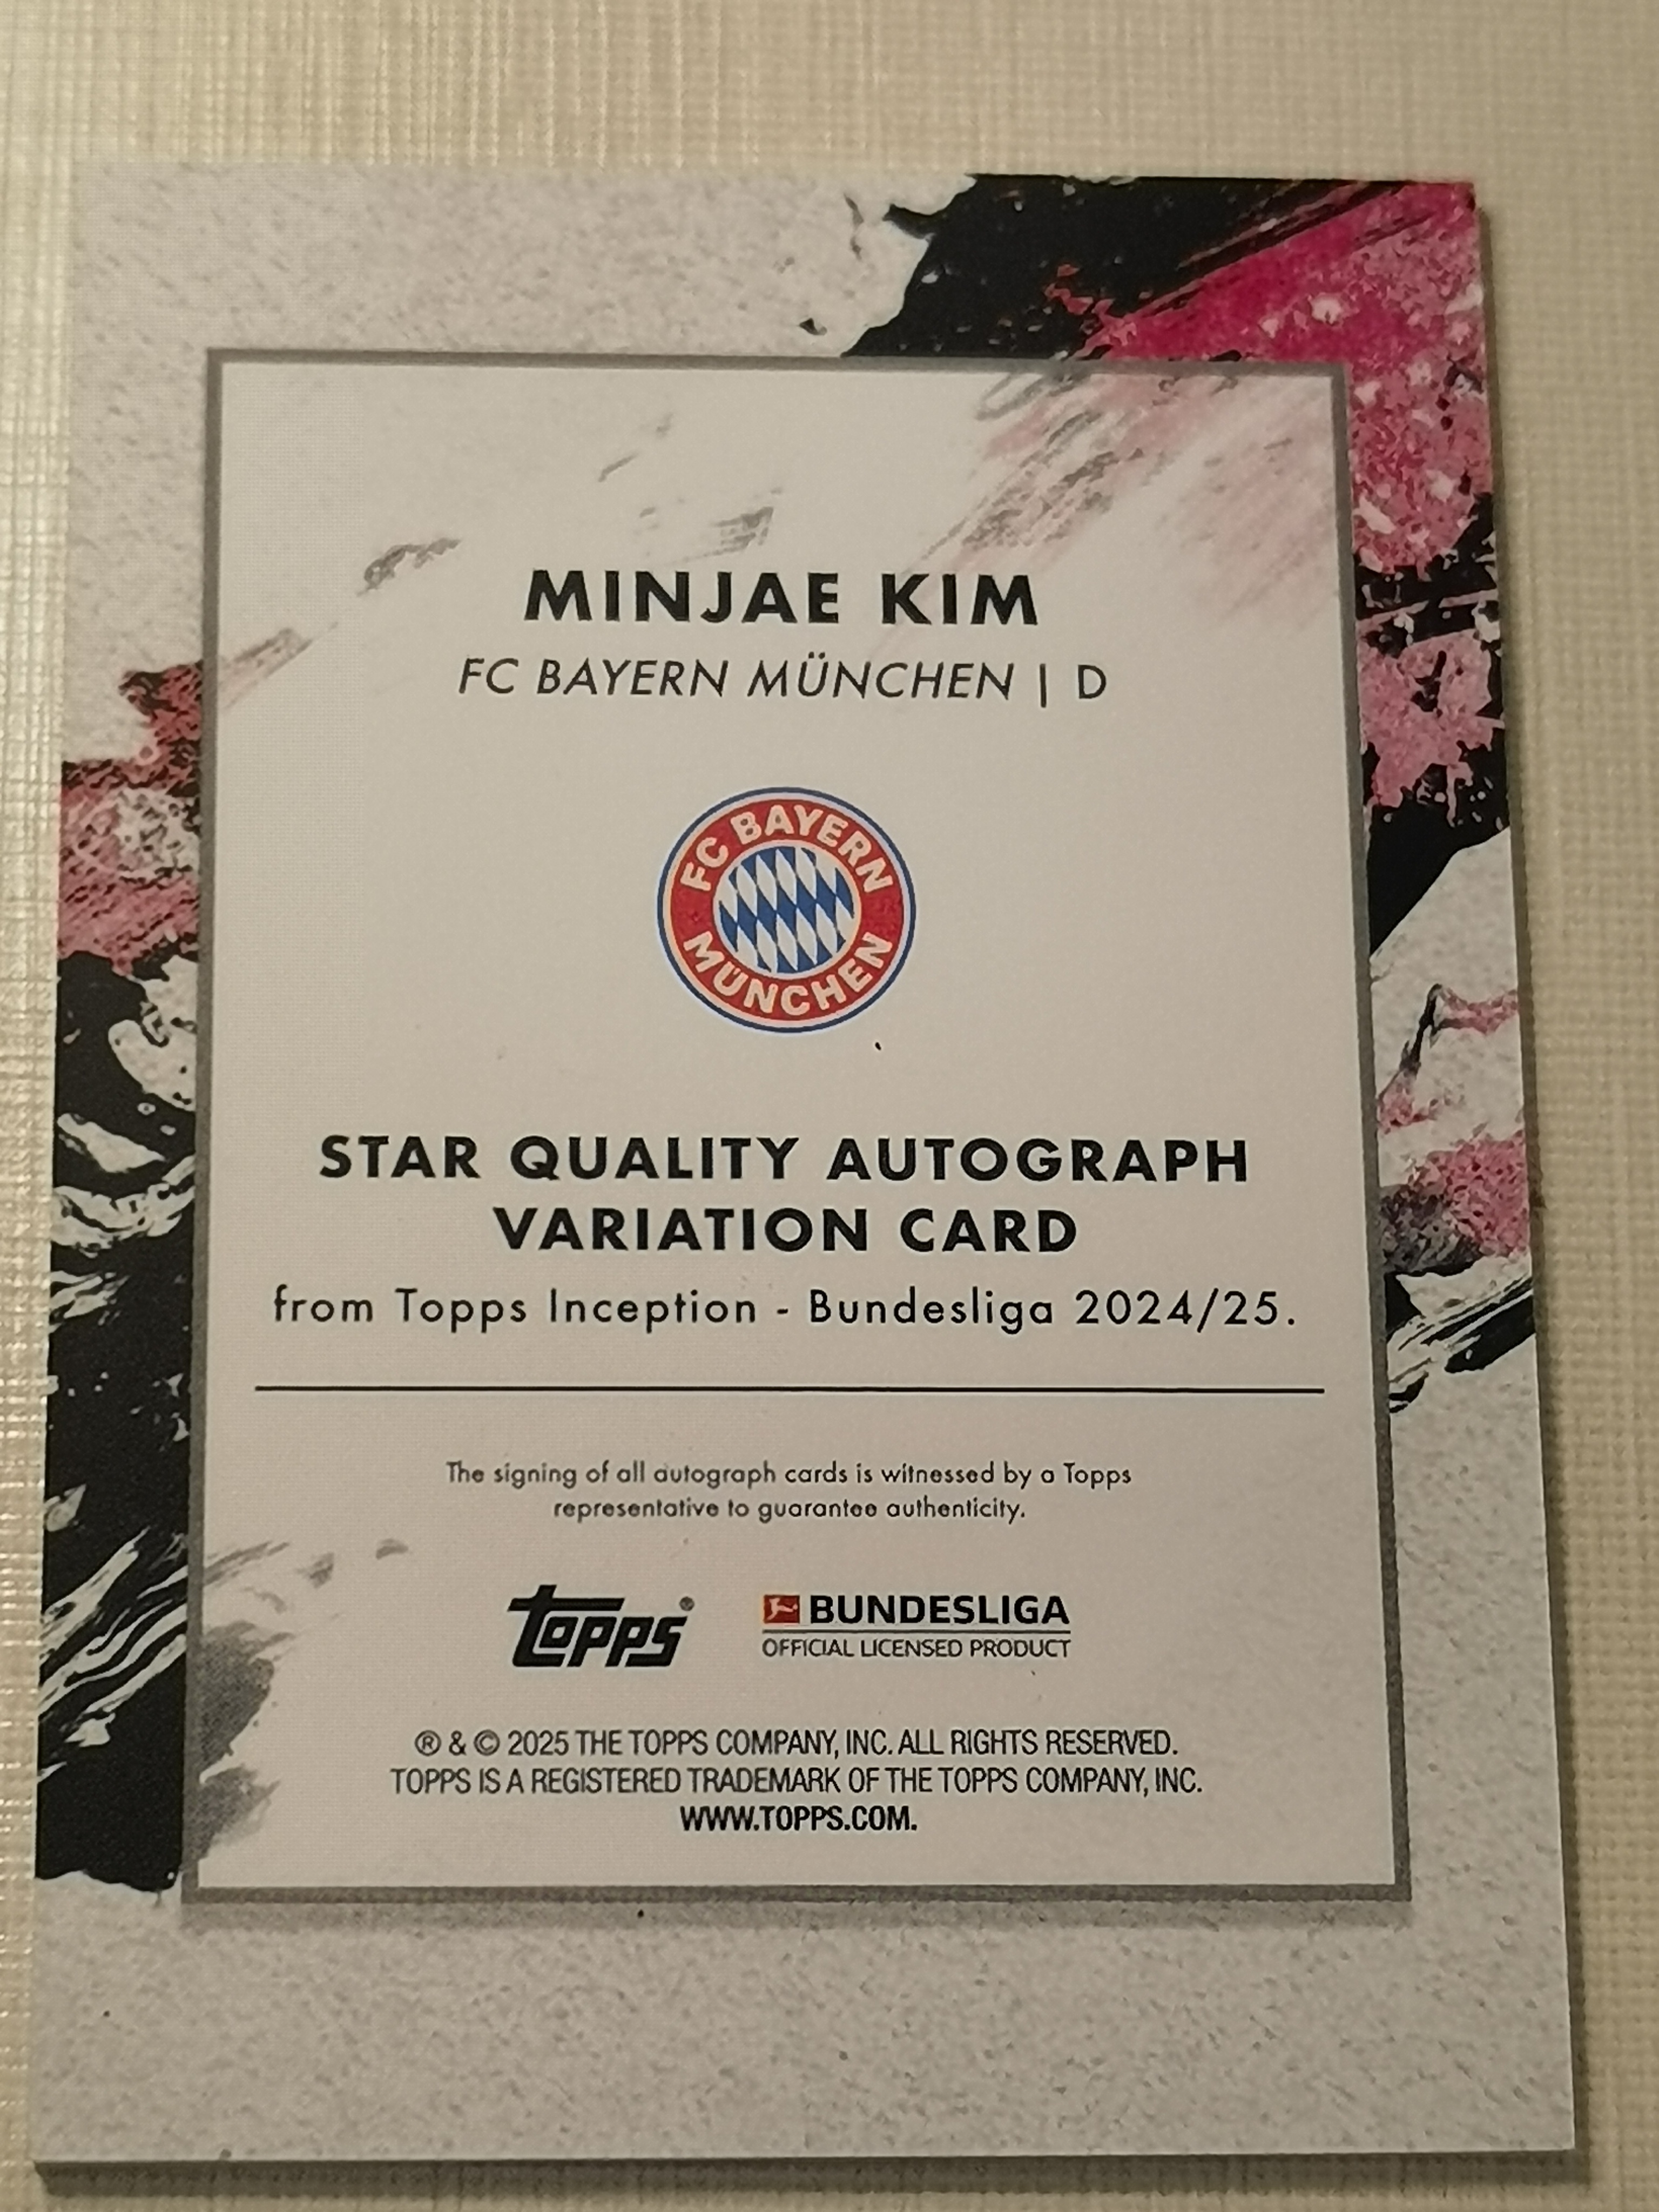 MINJAE KIM
FC BAYERN MÜNCHEN | D
FC BAYERN
MÜNCHEN
STAR QUALITY AUTOGRAPH
VARIATION CARD
from Topps Inception - Bundesliga 2024/25.
The signing of all autograph cards is witnessed by a Topps
representative to guarantee authenticity.
topps®
BUNDESLIGA
OFFICIAL LICENSED PRODUCT
® & © 2025 THE TOPPS COMPANY, INC. ALL RIGHTS RESERVED.
TOPPS IS A REGISTERED TRADEMARK OF THE TOPPS COMPANY, INC.
WWW.TOPPS.COM.